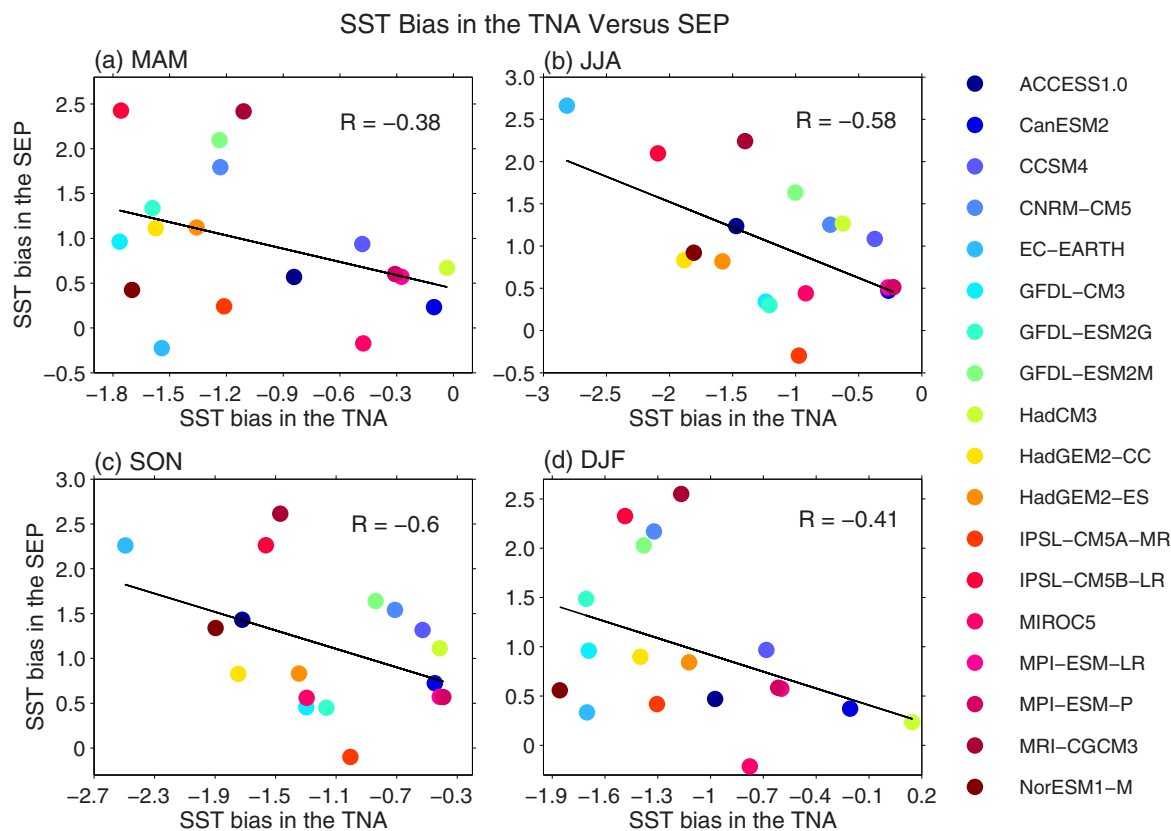 SST Bias in the TNA Versus SEP
(a) MAM
R = −0.38
2.5
2.0
1.5
1.0
0.5
0
−0.5
SST bias in the SEP
−1.8
−1.5
−1.2
−0.9
−0.6
−0.3
0
SST bias in the TNA
(b) JJA
R = −0.58
3.0
2.5
2.0
1.5
1.0
0.5
0
−0.5
−3
−2.5
−2
−1.5
−1
−0.5
0
SST bias in the TNA
(c) SON
R = −0.6
3.0
2.5
2.0
1.5
1.0
0.5
0
SST bias in the SEP
−2.7
−2.3
−1.9
−1.5
−1.1
−0.7
−0.3
SST bias in the TNA
(d) DJF
R = −0.41
2.5
2.0
1.5
1.0
0.5
0
−1.9
−1.6
−1.3
−1
−0.7
−0.4
−0.1
0.2
SST bias in the TNA
ACCESS1.0
CanESM2
CCSM4
CNRM−CM5
EC−EARTH
GFDL−CM3
GFDL−ESM2G
GFDL−ESM2M
HadCM3
HadGEM2−CC
HadGEM2−ES
IPSL−CM5A−MR
IPSL−CM5B−LR
MIROC5
MPI−ESM−LR
MPI−ESM−P
MRI−CGCM3
NorESM1−M